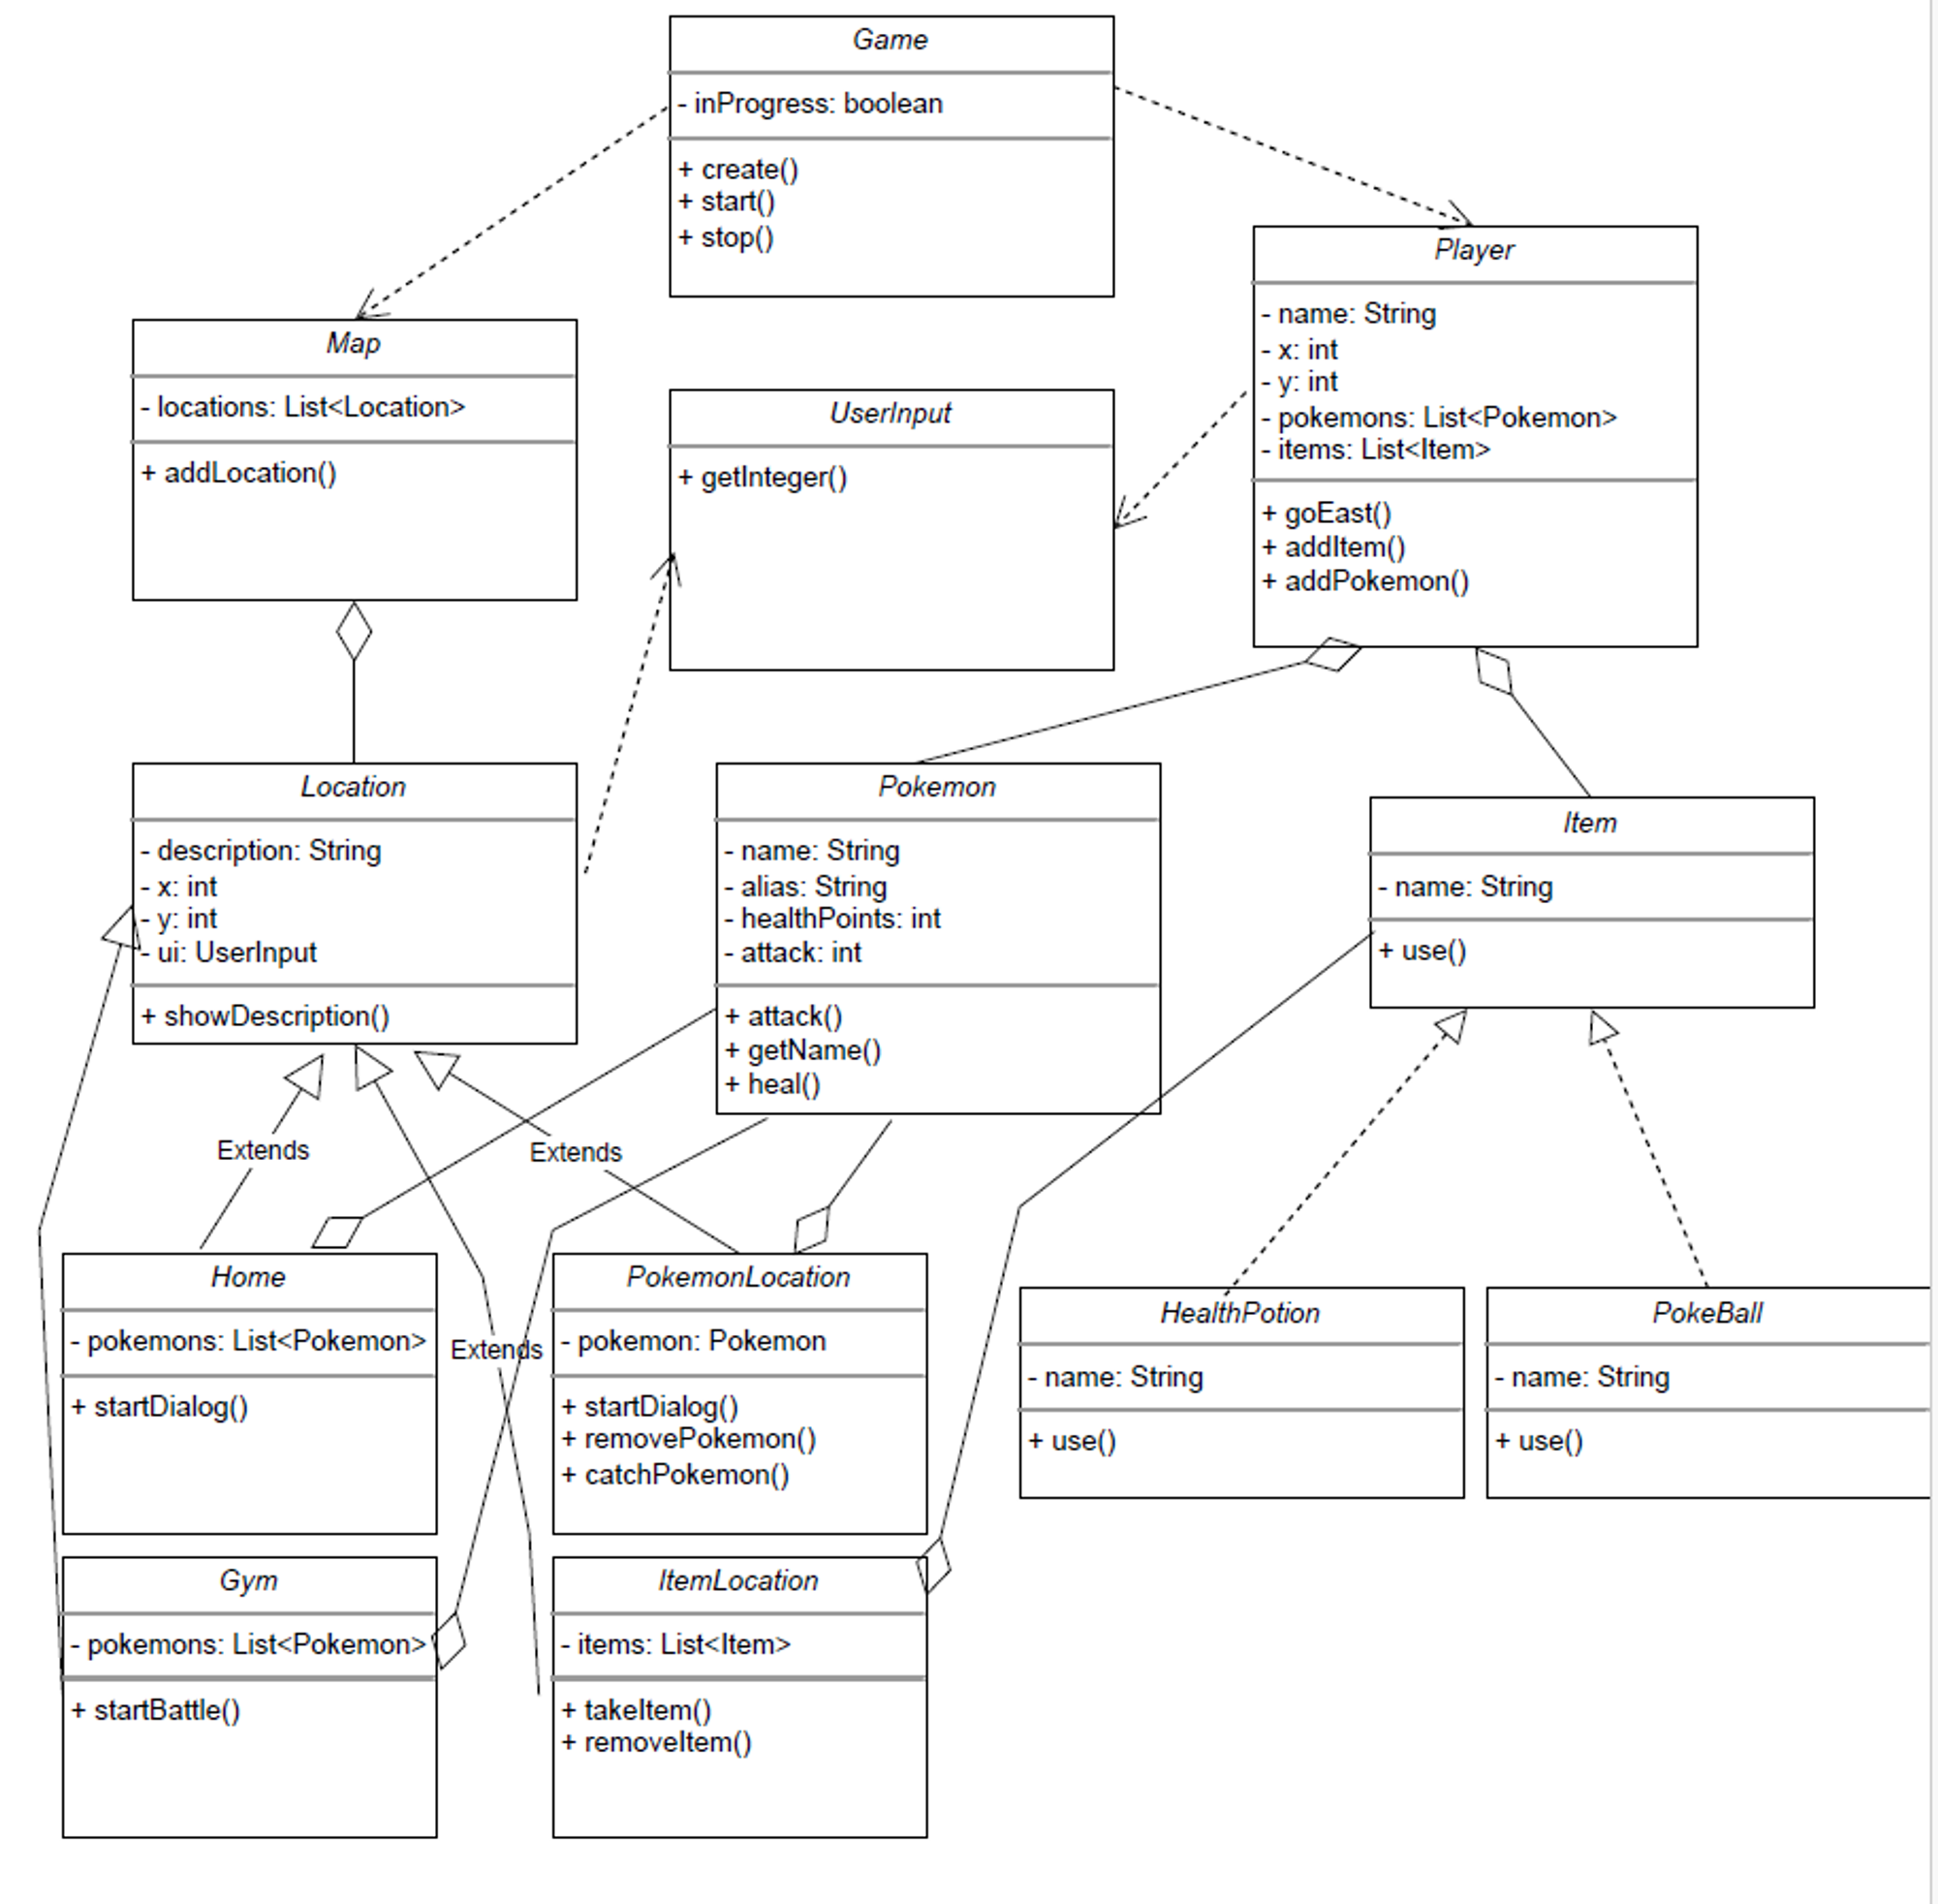 Game
- inProgress: boolean
+ create()
+ start()
+ stop()
Player
- name: String
- x: int
- y: int
- pokemons: List<Pokemon>
- items: List<Item>
+ goEast()
+ addItem()
+ addPokemon()
Map
- locations: List<Location>
+ addLocation()
UserInput
+ getInteger()
Location
- description: String
- x: int
- y: int
- ui: UserInput
+ showDescription()
Pokemon
- name: String
- alias: String
- healthPoints: int
- attack: int
+ attack()
+ getName()
+ heal()
Item
- name: String
+ use()
Extends
Extends
Extends
Home
- pokemons: List<Pokemon>
+ startDialog()
PokemonLocation
- pokemon: Pokemon
+ startDialog()
+ removePokemon()
+ catchPokemon()
HealthPotion
- name: String
+ use()
PokeBall
- name: String
+ use()
Gym
- pokemons: List<Pokemon>
+ startBattle()
ItemLocation
- items: List<Item>
+ takeItem()
+ removeItem()